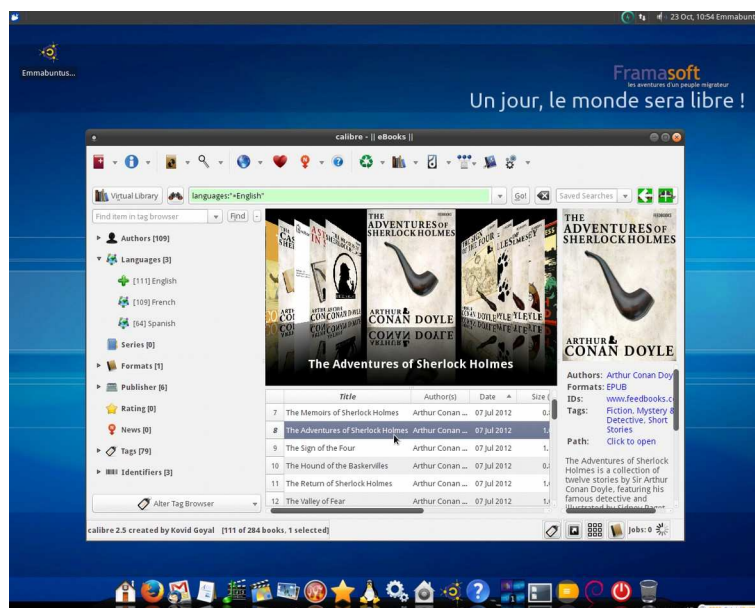 23 Oct, 10:54 Emmabunt
Emmabuntus...
Framasoft
les aventures d'un peuple migrateur
Un jour, le monde sera libre !
calibre - || eBooks ||
Virtual Library
languages:"=English"
Go!
Saved Searches
Find item in tag browser
Find
Authors [109]
Languages [3]
[111] English
[109] French
[64] Spanish
Series [0]
Formats [1]
Publisher [6]
Rating [0]
News [0]
Tags [79]
Identifiers [3]
Alter Tag Browser
THE
ADVENTURES OF
SHERLOCK HOLMES
ARTHUR &
CONAN DOYLE
The Adventures of Sherlock Holmes
Title Author(s) Date Size (
7 The Memoirs of Sherlock Holmes Arthur Conan ... 07 Jul 2012
8 The Adventures of Sherlock Holmes Arthur Conan ... 07 Jul 2012
9 The Sign of the Four Arthur Conan ... 07 Jul 2012
10 The Hound of the Baskervilles Arthur Conan ... 07 Jul 2012
11 The Return of Sherlock Holmes Arthur Conan ... 07 Jul 2012
12 The Valley of Fear Arthur Conan ... 07 Jul 2012
THE
ADVENTURES OF
SHERLOCK HOLMES
ARTHUR &
CONAN DOYLE
Authors: Arthur Conan Doy
Formats: EPUB
IDs: www.feedbooks.c
Tags: Fiction, Mystery &
Detective, Short
Stories
Path: Click to open
The Adventures of Sherlock
Holmes is a collection of
twelve stories by Sir Arthur
Conan Doyle, featuring his
famous detective and
illustrated by Sidney Paget
calibre 2.5 created by Kovid Goyal [111 of 284 books, 1 selected]
Jobs: 0